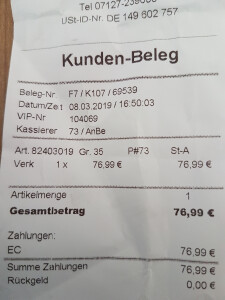 Tel 07127-239
USt-ID-Nr. DE 149 602 757
Kunden-Beleg
Beleg-Nr F7 / K107 / 69539
Datum/Zeit 08.03.2019 / 16:50:03
VIP-Nr 104069
Kassierer 73 / AnBe
Art. 82403019 Gr. 35 P#73 St-A
Verk 1 x 76,99 € 76,99 €
Artikelmenge 1
Gesamtbetrag 76,99 €
Zahlungen:
EC 76,99 €
Summe Zahlungen 76,99 €
Rückgeld 0,00 €